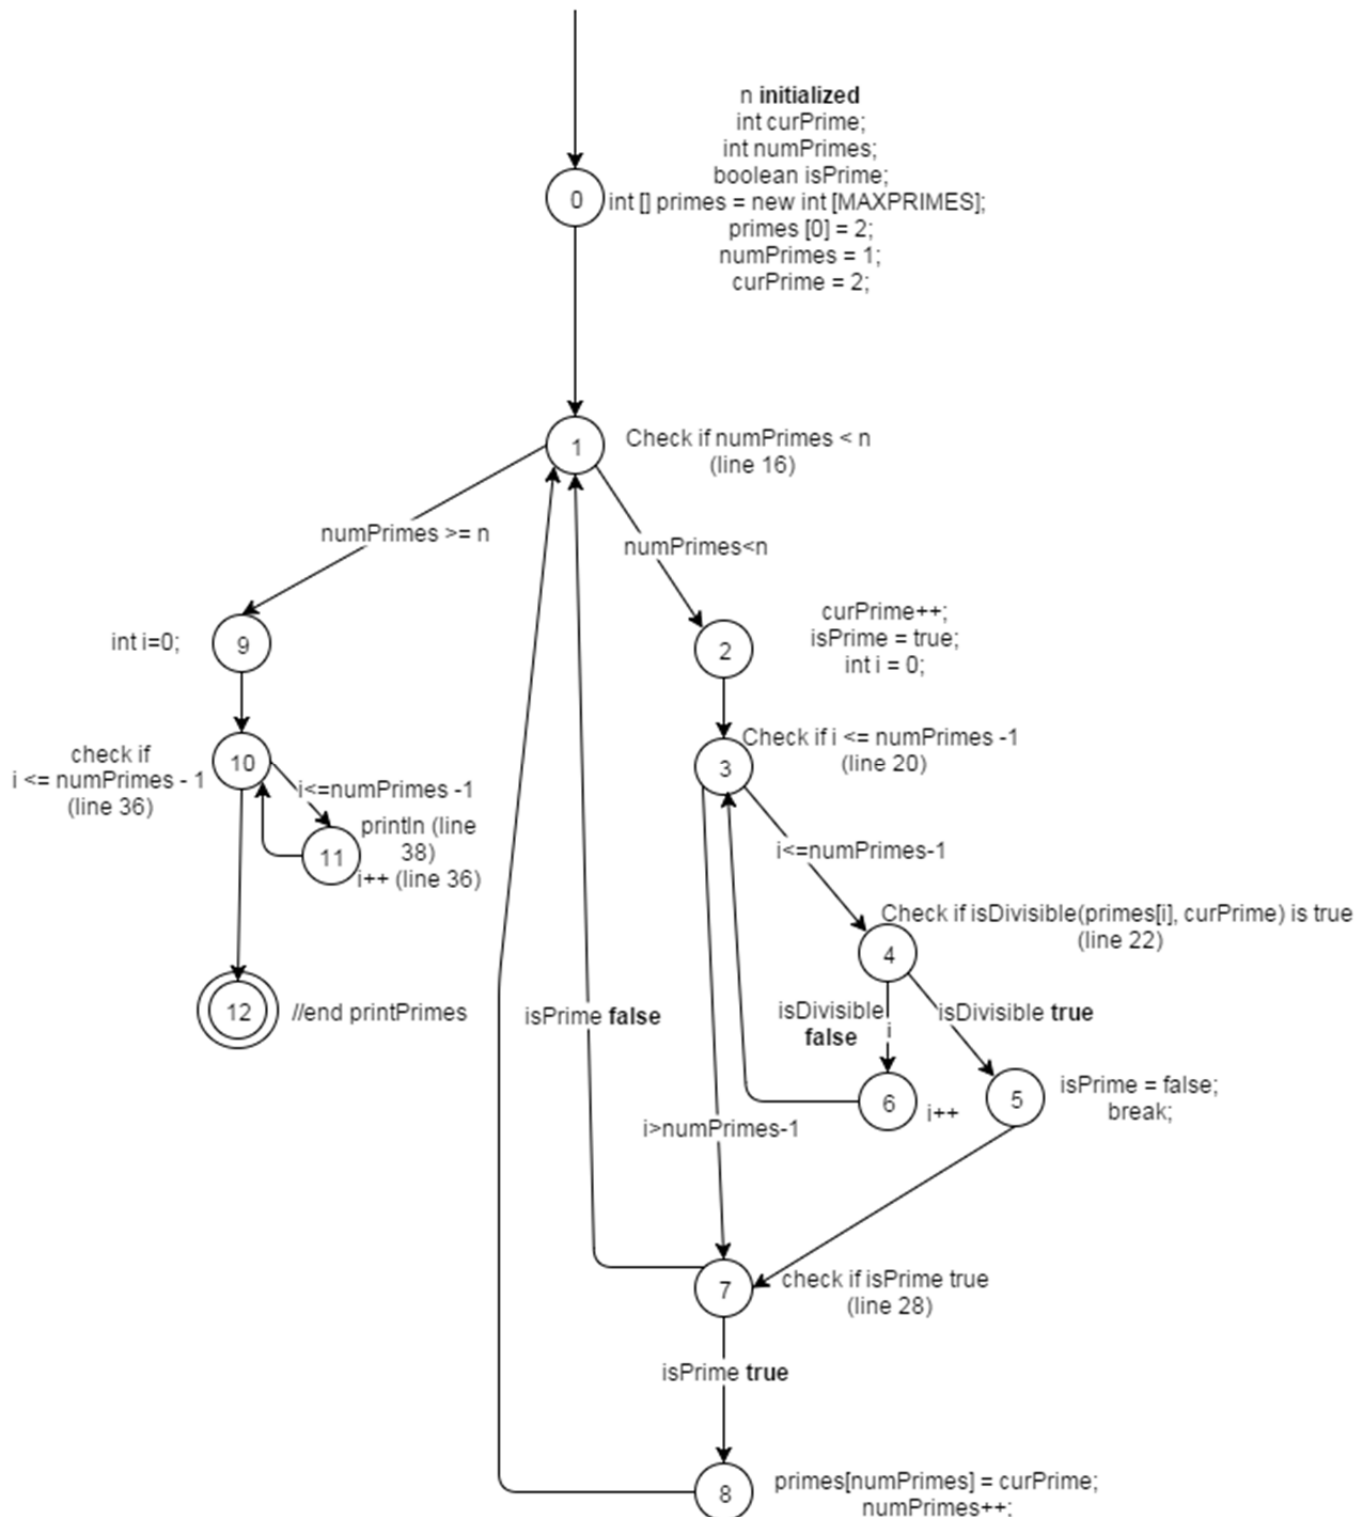 n initialized
int curPrime;
int numPrimes;
boolean isPrime;
0
int [] primes = new int [MAXPRIMES];
primes [0] = 2;
numPrimes = 1;
curPrime = 2;
1
Check if numPrimes < n
(line 16)
numPrimes >= n
numPrimes<n
int i=0;
9
2
curPrime++;
isPrime = true;
int i = 0;
check if
i <= numPrimes - 1
(line 36)
10
i<=numPrimes -1
11
println (line
38)
i++ (line 36)
3
Check if i <= numPrimes -1
(line 20)
i<=numPrimes-1
4
Check if isDivisible(primes[i], curPrime) is true
(line 22)
12
//end printPrimes
isPrime false
isDivisible
false
i
isDivisible true
6
i++
5
isPrime = false;
break;
i>numPrimes-1
7
check if isPrime true
(line 28)
isPrime true
8
primes[numPrimes] = curPrime;
numPrimes++;